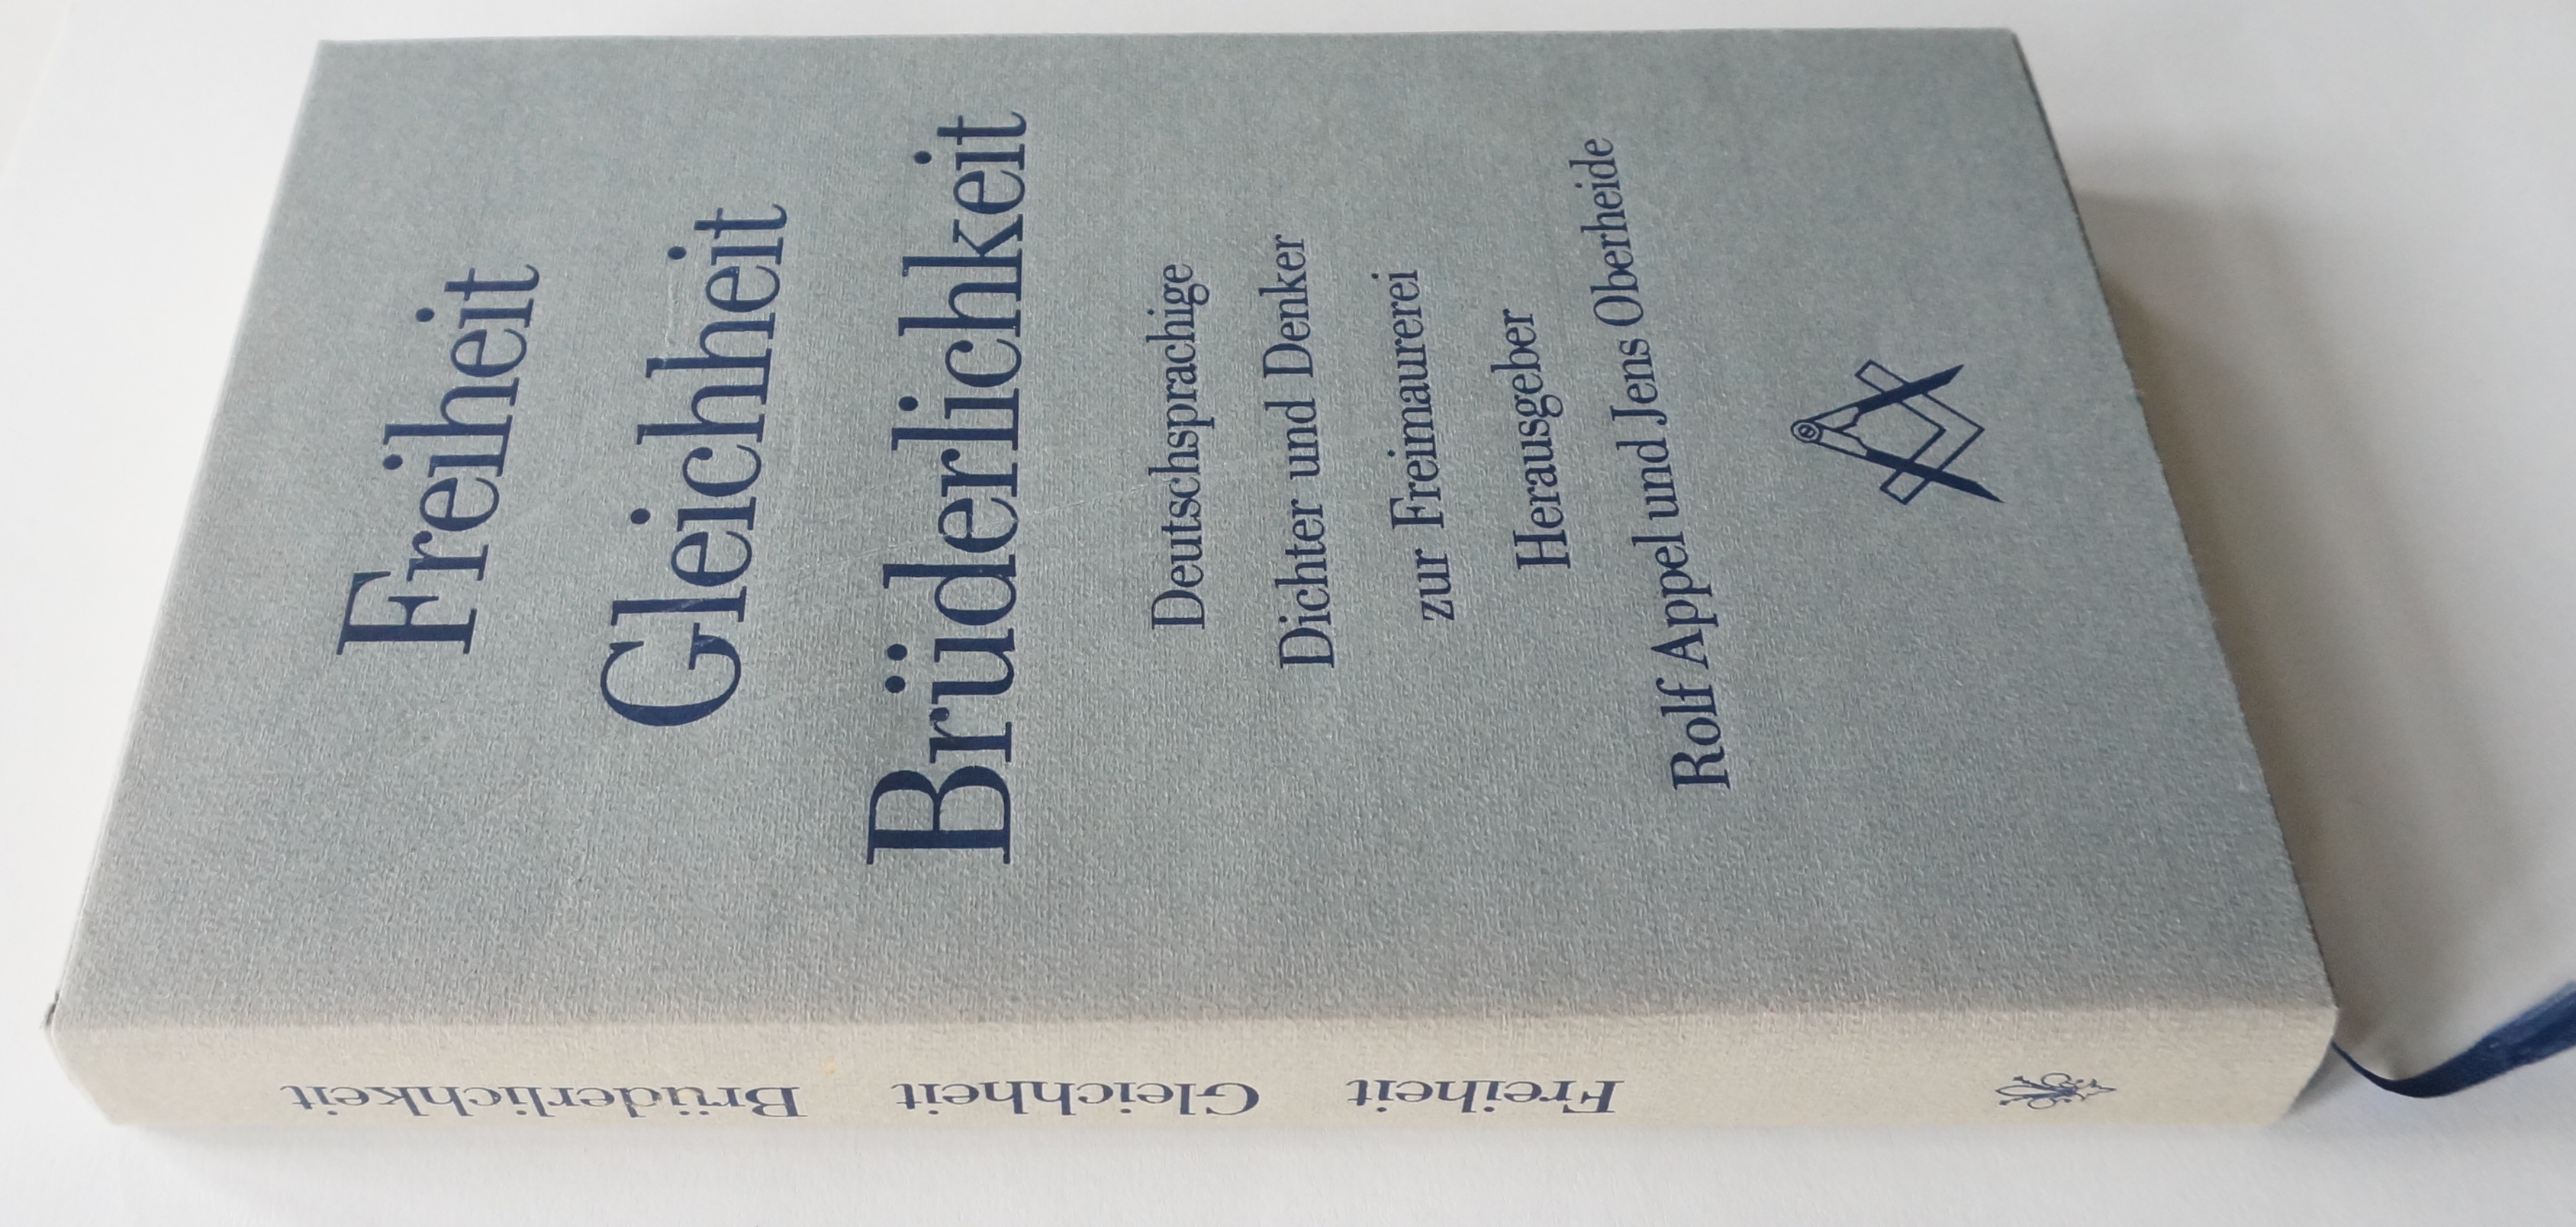 Freiheit
Gleichheit
Brüderlichkeit
Deutschsprachige
Dichter und Denker
zur Freimaurerei
Herausgeber
Rolf Appel und Jens Oberheide
Freiheit Gleichheit Brüderlichkeit